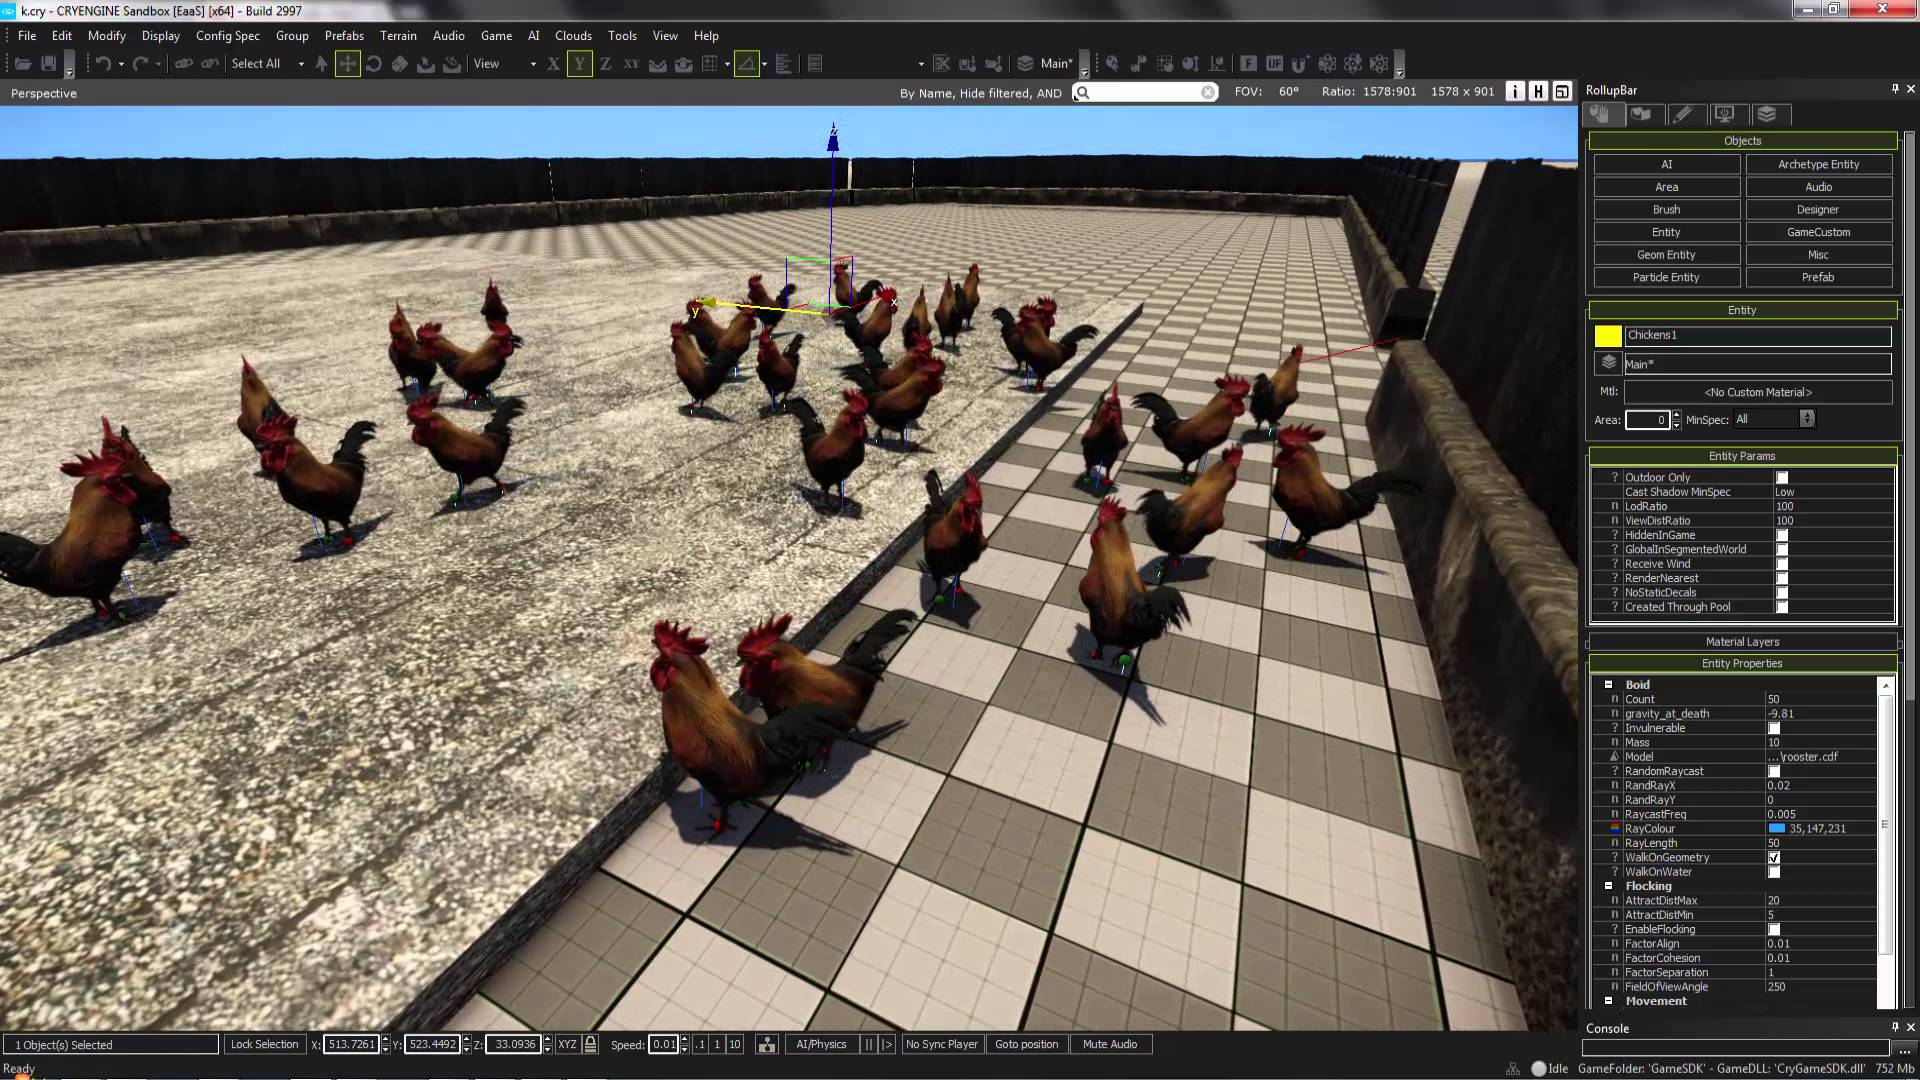 k.cry - CRYENGINE Sandbox [EaaS] [x64] - Build 2997
File Edit Modify Display Config Spec Group Prefabs Terrain Audio Game AI Clouds Tools View Help
Select All View X Y Z XY Main* F UF
Perspective By Name, Hide filtered, AND FOV: 60° Ratio: 1578:901 1578 x 901 i H
RollupBar
Objects
AI Archetype Entity
Area Audio
Brush Designer
Entity GameCustom
Geom Entity Misc
Particle Entity Prefab
Entity
Chickens1
Main*
Mtl: <No Custom Material>
Area: 0 MinSpec: All
Entity Params
? Outdoor Only
Cast Shadow MinSpec Low
n LodRatio 100
n ViewDistRatio 100
? HiddenInGame
? GlobalInSegmentedWorld
? Receive Wind
? RenderNearest
? NoStaticDecals
? Created Through Pool
Material Layers
Entity Properties
Boid
n Count 50
n gravity_at_death -9.81
? Invulnerable
n Mass 10
Model ...\rooster.cdf
? RandomRaycast
n RandRayX 0.02
n RandRayY 0
n RaycastFreq 0.005
RayColour 35,147,231
n RayLength 50
? WalkOnGeometry
? WalkOnWater
Flocking
n AttractDistMax 20
n AttractDistMin 5
? EnableFlocking
n FactorAlign 0.01
n FactorCohesion 0.01
n FactorSeparation 1
n FieldOfViewAngle 250
Movement
Console
z
y
x
1 Object(s) Selected Lock Selection X: 513.7261 Y: 523.4492 Z: 33.0936 XYZ Speed: 0.01 .1 1 10 AI/Physics No Sync Player Goto position Mute Audio
Ready Idle GameFolder: 'GameSDK' - GameDLL: 'CryGameSDK.dll' 752 Mb